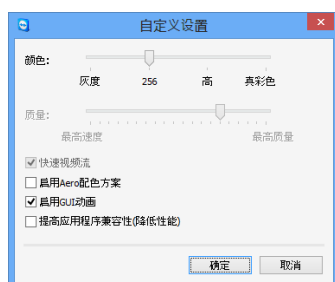 自定义设置
颜色:
灰度 256 高 真彩色
质量:
最高速度 最高质量
快速视频流
启用Aero配色方案
启用GUI动画
提高应用程序兼容性(降低性能)
确定 取消